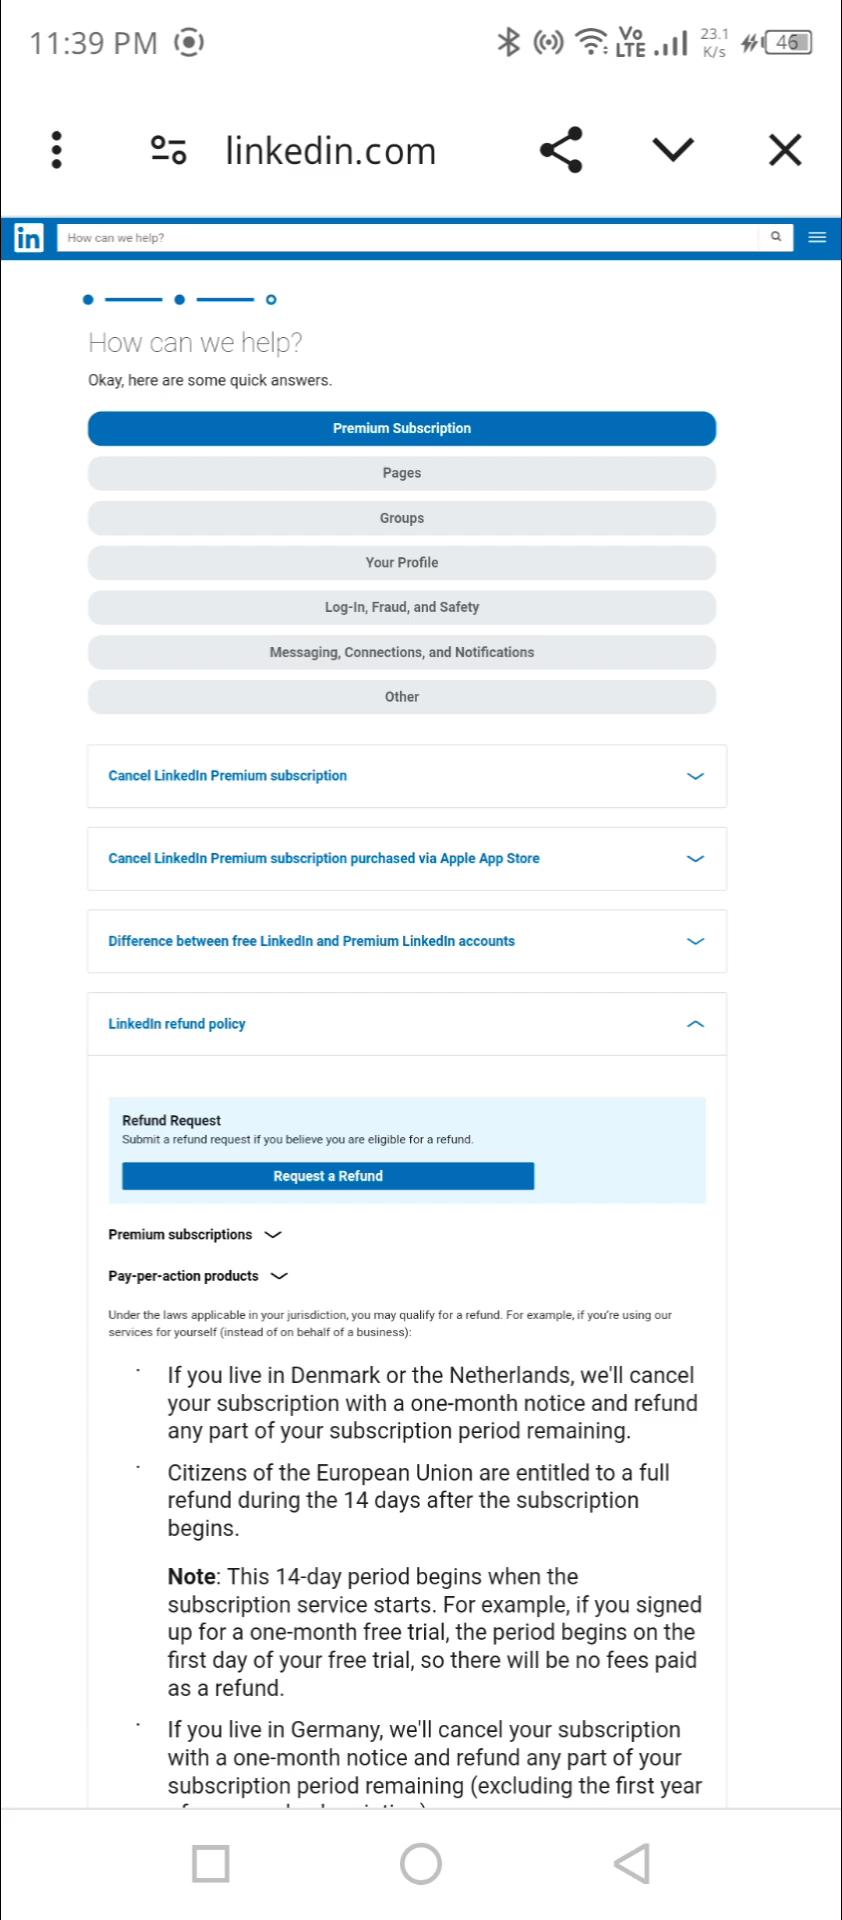 11:39 PM
Vo
LTE
23.1
K/s
46
linkedin.com
in
How can we help?
How can we help?
Okay, here are some quick answers.
Premium Subscription
Pages
Groups
Your Profile
Log-In, Fraud, and Safety
Messaging, Connections, and Notifications
Other
Cancel LinkedIn Premium subscription
Cancel LinkedIn Premium subscription purchased via Apple App Store
Difference between free LinkedIn and Premium LinkedIn accounts
LinkedIn refund policy
Refund Request
Submit a refund request if you believe you are eligible for a refund.
Request a Refund
Premium subscriptions
Pay-per-action products
Under the laws applicable in your jurisdiction, you may qualify for a refund. For example, if you're using our
services for yourself (instead of on behalf of a business):
· If you live in Denmark or the Netherlands, we'll cancel
your subscription with a one-month notice and refund
any part of your subscription period remaining.
· Citizens of the European Union are entitled to a full
refund during the 14 days after the subscription
begins.
Note: This 14-day period begins when the
subscription service starts. For example, if you signed
up for a one-month free trial, the period begins on the
first day of your free trial, so there will be no fees paid
as a refund.
· If you live in Germany, we'll cancel your subscription
with a one-month notice and refund any part of your
subscription period remaining (excluding the first year